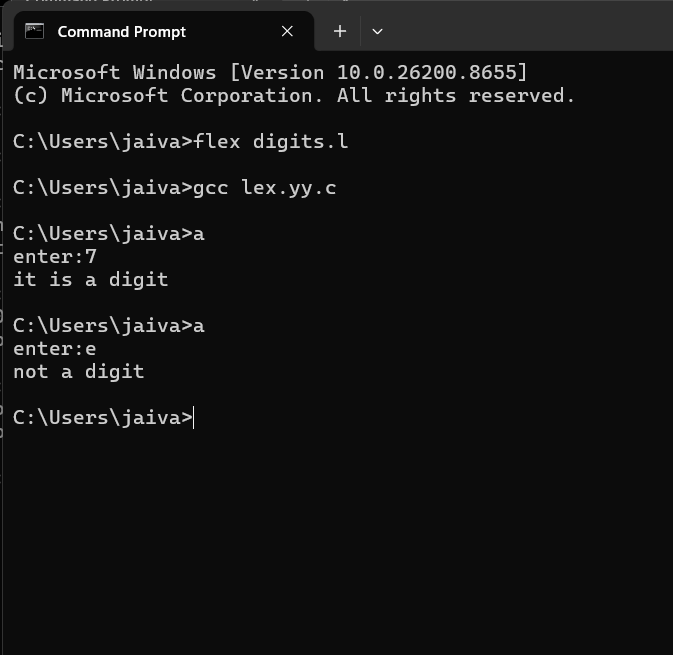 Command Prompt
Microsoft Windows [Version 10.0.26200.8655]
(c) Microsoft Corporation. All rights reserved.
C:\Users\jaiva>flex digits.l
C:\Users\jaiva>gcc lex.yy.c
C:\Users\jaiva>a
enter:7
it is a digit
C:\Users\jaiva>a
enter:e
not a digit
C:\Users\jaiva>